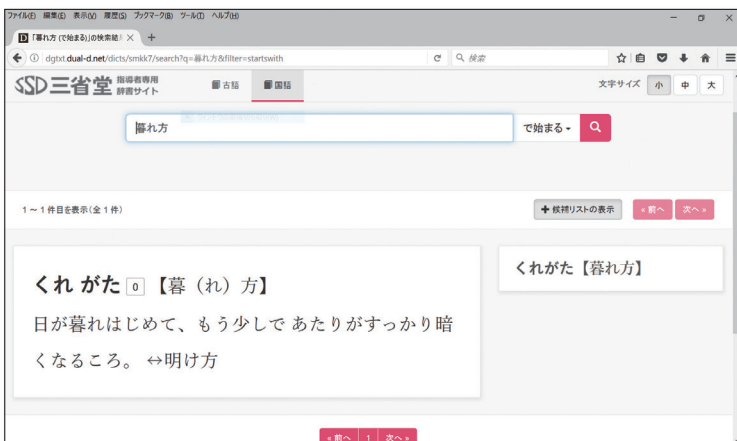 ファイル(F) 編集(E) 表示(V) 履歴(S) ブックマーク(B) ツール(T) ヘルプ(H)
D 「暮れ方 (で始まる)」の検索結果 × +
dgtxt.dual-d.net/dicts/smkk7/search?q=暮れ方&filter=startswith 検索
SSD 三省堂 指導者専用 辞書サイト 古語 国語 文字サイズ 小 中 大
暮れ方 で始まる
1~1件目を表示(全1件) +候補リストの表示 «前へ 次へ»
くれ がた 0 【暮(れ)方】
日が暮れはじめて、もう少しで あたりがすっかり暗
くなるころ。 ↔明け方
くれがた【暮れ方】
«前へ 1 次へ»